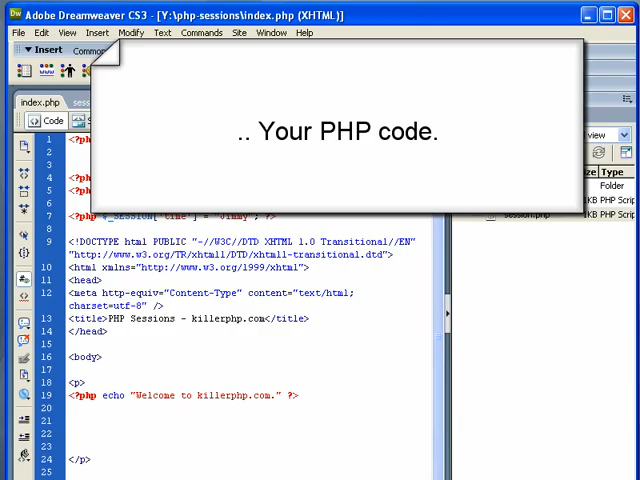 Adobe Dreamweaver CS3 - [Y:\php-sessions\index.php (XHTML)]
File Edit View Insert Modify Text Commands Site Window Help
Insert Common
.. Your PHP code.
index.php
Code
view
Type
Folder
KB PHP Scrip
1KB PHP Scrip
session.php
1 <?ph
2
3
4 <?ph
5 <?ph
7 <?php $_SESSION['time'] = "Jimmy"; ?>
8
9 <!DOCTYPE html PUBLIC "-//W3C//DTD XHTML 1.0 Transitional//EN"
"http://www.w3.org/TR/xhtml1/DTD/xhtml1-transitional.dtd">
10 <html xmlns="http://www.w3.org/1999/xhtml">
11 <head>
12 <meta http-equiv="Content-Type" content="text/html;
charset=utf-8" />
13 <title>PHP Sessions - killerphp.com</title>
14 </head>
15
16 <body>
17
18 <p>
19 <?php echo "Welcome to killerphp.com." ?>
20
21
22
23
24 </p>
25